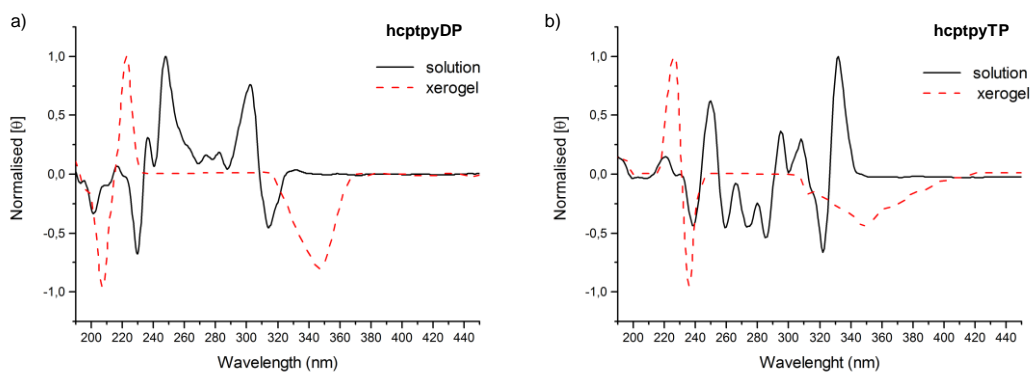 a)
hcptpyDP
solution
xerogel
Normalised [θ]
1,0
0,5
0,0
-0,5
-1,0
200 220 240 260 280 300 320 340 360 380 400 420 440
Wavelength (nm)
b)
hcptpyTP
solution
xerogel
Normalised [θ]
1,0
0,5
0,0
-0,5
-1,0
200 220 240 260 280 300 320 340 360 380 400 420 440
Wavelenght (nm)